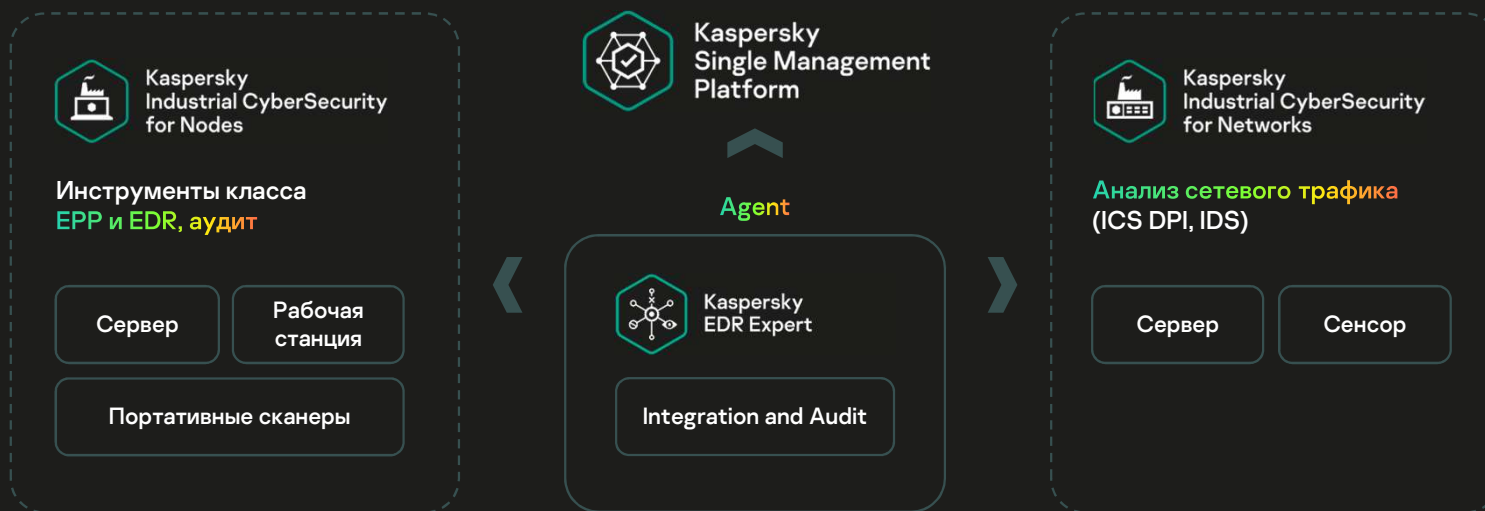 Kaspersky
Industrial CyberSecurity
for Nodes
Инструменты класса
EPP и EDR, аудит
Сервер
Рабочая
станция
Портативные сканеры
Kaspersky
Single Management
Platform
Agent
Kaspersky
EDR Expert
Integration and Audit
Kaspersky
Industrial CyberSecurity
for Networks
Анализ сетевого трафика
(ICS DPI, IDS)
Сервер
Сенсор